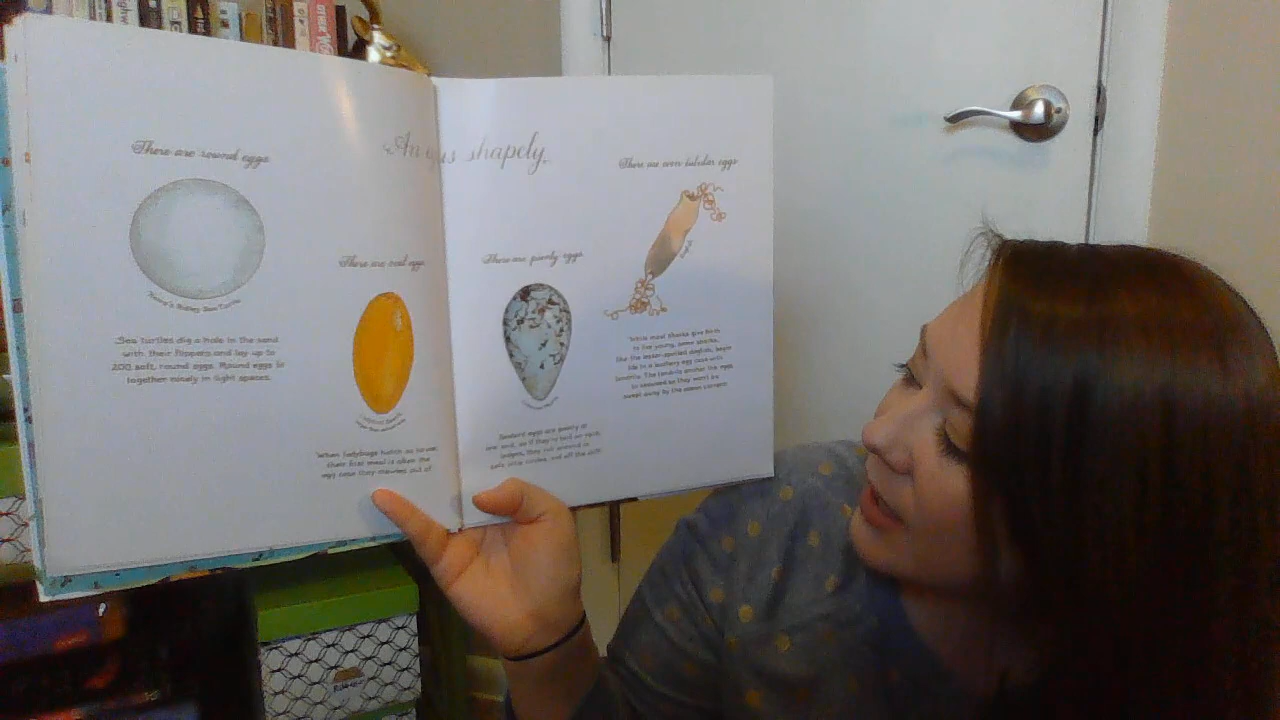 An egg is shapely.
There are round eggs
Sea turtles dig a hole in the sand
with their flippers and lay up to
200 soft, round eggs. Round eggs fit
together nicely in tight spaces.
There are oval eggs
When ladybugs hatch
their first meal is often the
egg case they chewed out of.
There are pointy eggs
Seabird eggs are pointy at
one end, so if they're laid on rock
ledges, they roll around in
safe little circles, not off the cliff.
There are even tubular eggs
While most sharks give birth
to live young, some sharks,
like the lesser-spotted dogfish, begin
life in a leathery egg case with
tendrils. The tendrils anchor the eggs
to seaweed so they won't be
swept away by the ocean current.
OTHER